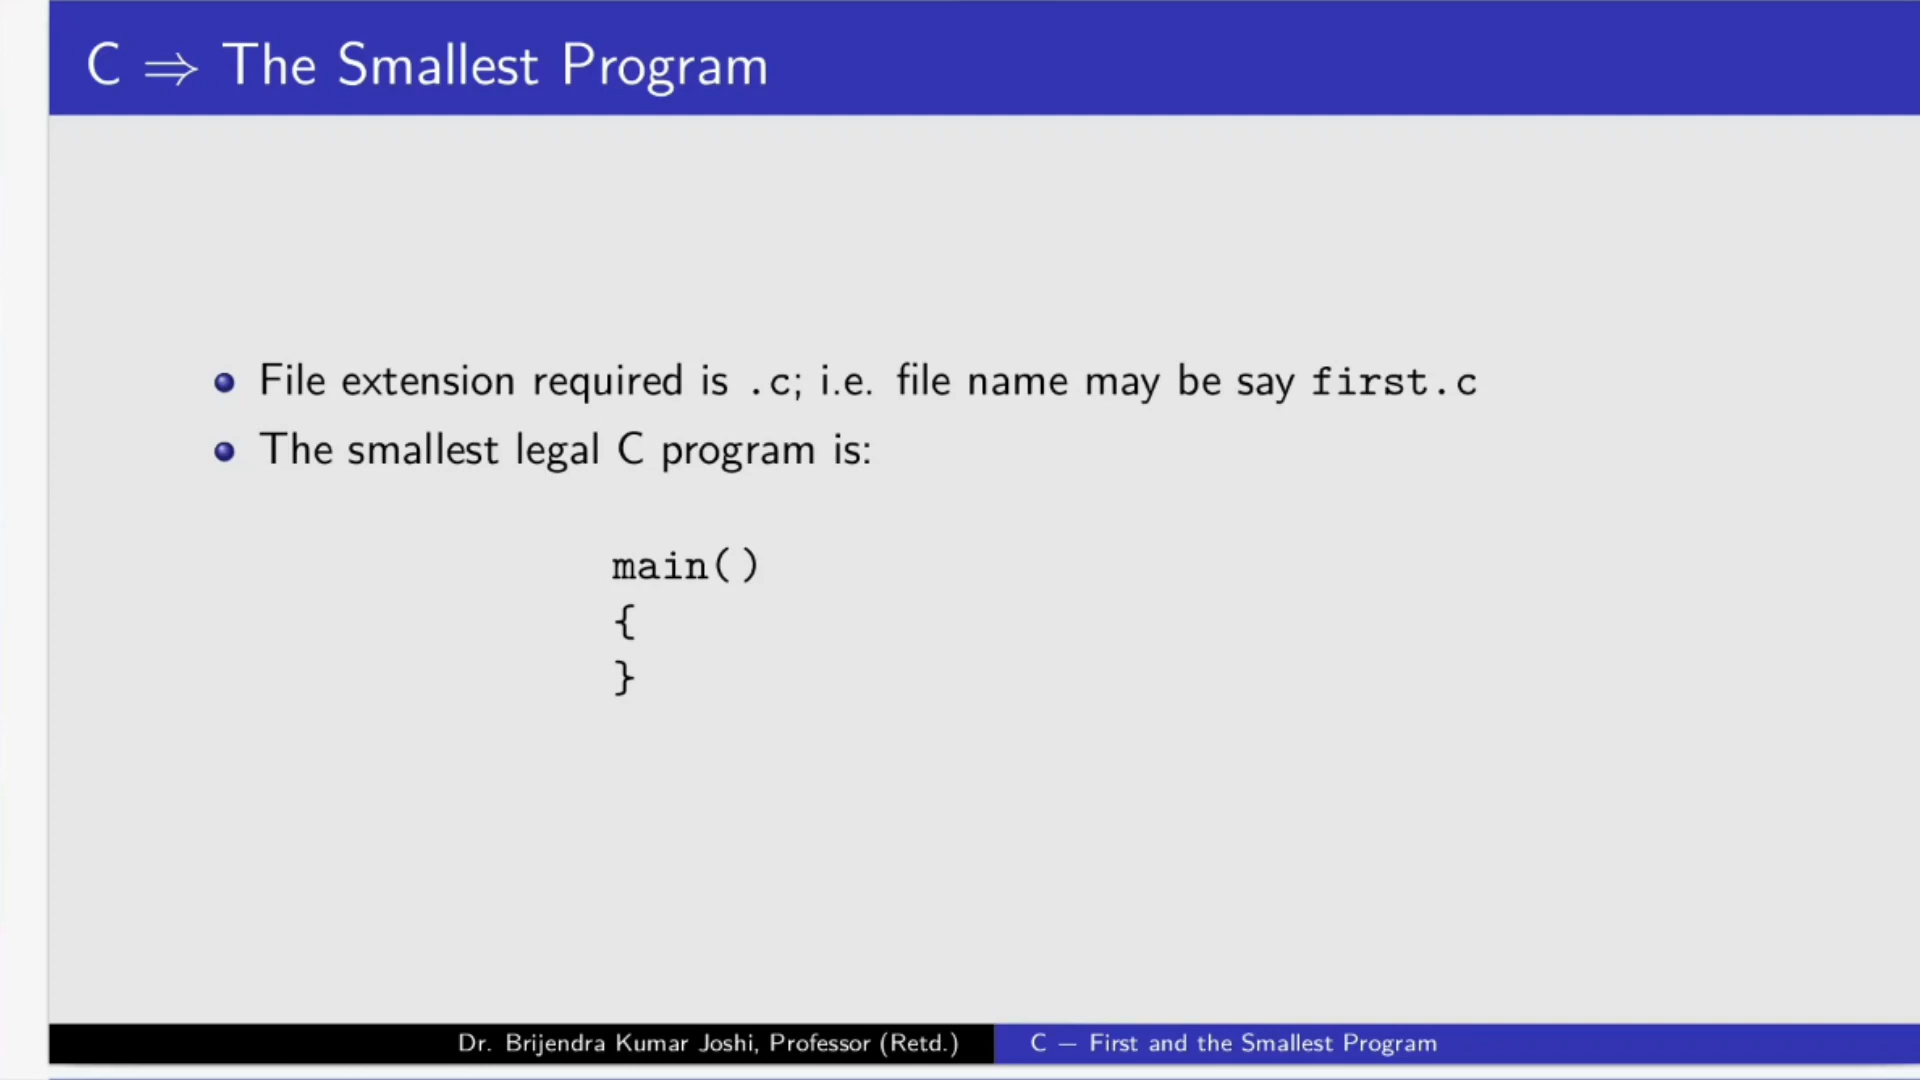 C ⇒ The Smallest Program
File extension required is .c; i.e. file name may be say first.c
The smallest legal C program is:
main()
{
}
Dr. Brijendra Kumar Joshi, Professor (Retd.)
C — First and the Smallest Program